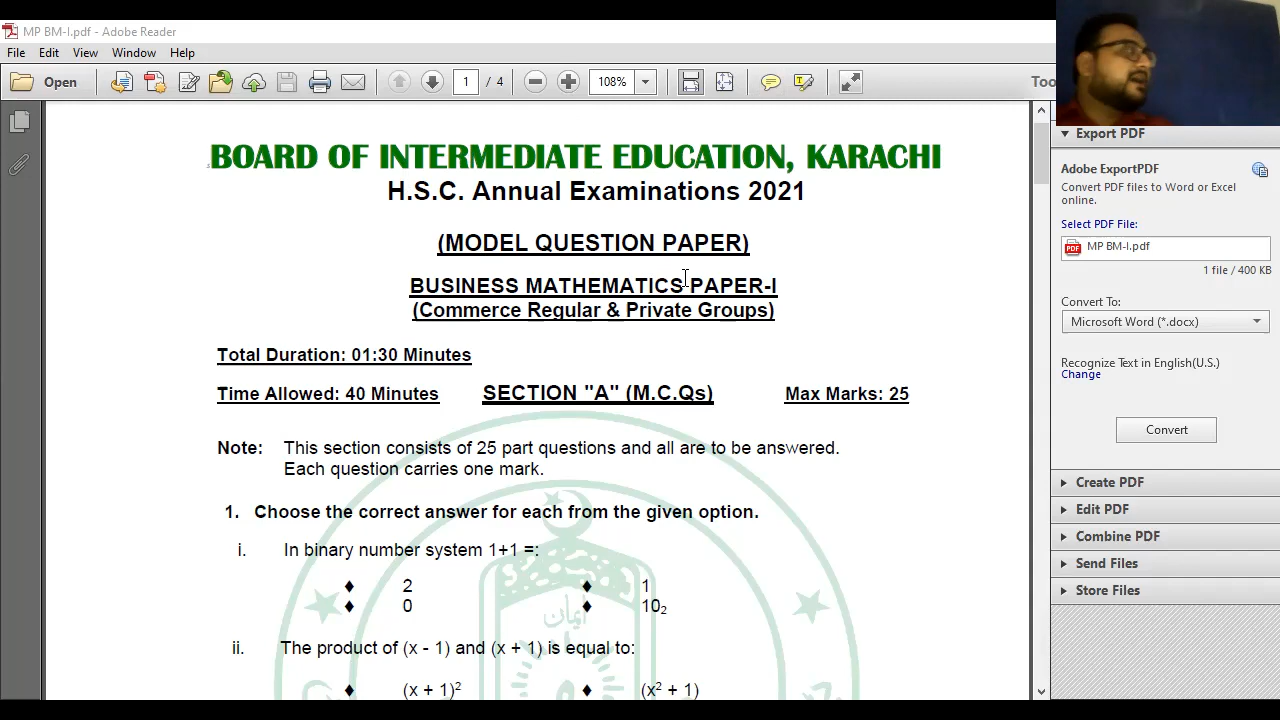 MP BM-I.pdf - Adobe Reader
File Edit View Window Help
Open 1 / 4 108% Too
BOARD OF INTERMEDIATE EDUCATION, KARACHI
H.S.C. Annual Examinations 2021
(MODEL QUESTION PAPER)
BUSINESS MATHEMATICS PAPER-I
(Commerce Regular & Private Groups)
Total Duration: 01:30 Minutes
Time Allowed: 40 Minutes SECTION "A" (M.C.Qs) Max Marks: 25
Note: This section consists of 25 part questions and all are to be answered.
Each question carries one mark.
1. Choose the correct answer for each from the given option.
i. In binary number system 1+1 =:
♦ 2 ♦ 1
♦ 0 ♦ 10₂
ii. The product of (x - 1) and (x + 1) is equal to:
♦ (x + 1)² ♦ (x² + 1)
ایمان
Export PDF
Adobe ExportPDF
Convert PDF files to Word or Excel
online.
Select PDF File:
MP BM-I.pdf
1 file / 400 KB
Convert To:
Microsoft Word (*.docx)
Recognize Text in English(U.S.)
Change
Convert
Create PDF
Edit PDF
Combine PDF
Send Files
Store Files